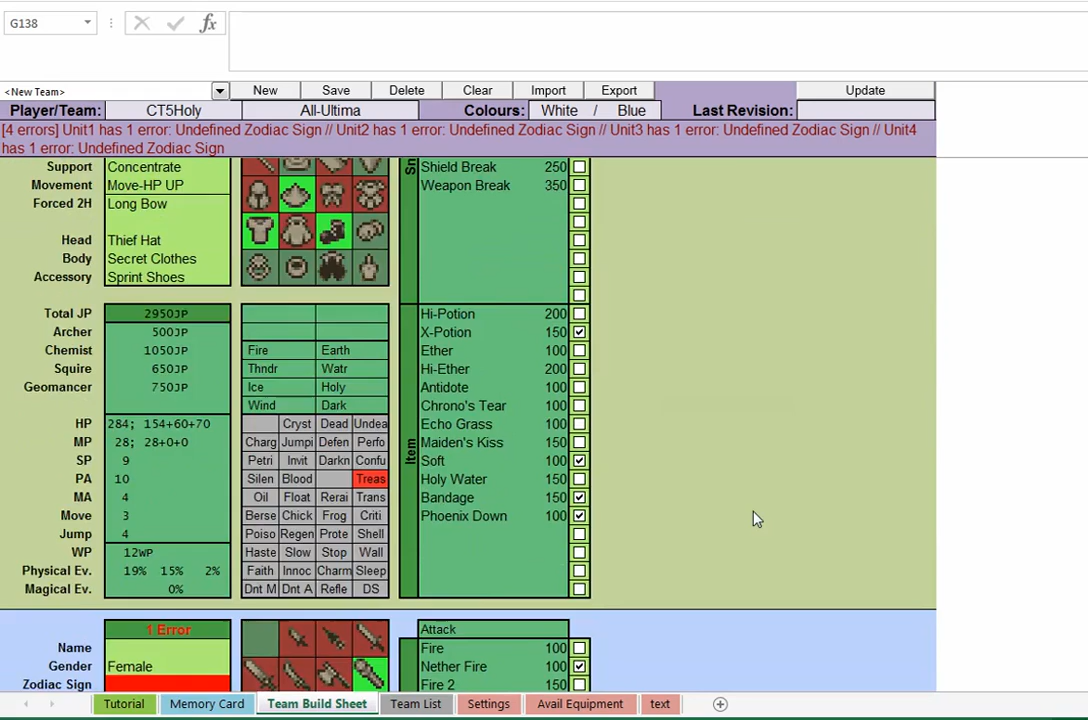 G138
fx
<New Team> New Save Delete Clear Import Export Update
Player/Team: CT5Holy All-Ultima Colours: White / Blue Last Revision:
[4 errors] Unit1 has 1 error: Undefined Zodiac Sign // Unit2 has 1 error: Undefined Zodiac Sign // Unit3 has 1 error: Undefined Zodiac Sign // Unit4
has 1 error: Undefined Zodiac Sign
Support Concentrate Shield Break 250
Movement Move-HP UP Weapon Break 350
Forced 2H Long Bow
Head Thief Hat
Body Secret Clothes
Accessory Sprint Shoes
Total JP 2950JP Hi-Potion 200
Archer 500JP X-Potion 150
Chemist 1050JP Fire Earth Ether 100
Squire 650JP Thndr Watr Hi-Ether 200
Geomancer 750JP Ice Holy Antidote 100
Wind Dark Chrono's Tear 100
HP 284; 154+60+70 Cryst Dead Undea Echo Grass 100
MP 28; 28+0+0 Charg Jumpi Defen Perfo Item Maiden's Kiss 150
SP 9 Petri Invit Darkn Confu Soft 100
PA 10 Silen Blood Treas Holy Water 150
MA 4 Oil Float Rerai Trans Bandage 150
Move 3 Berse Chick Frog Criti Phoenix Down 100
Jump 4 Poiso Regen Prote Shell
WP 12WP Haste Slow Stop Wall
Physical Ev. 19% 15% 2% Faith Innoc Charm Sleep
Magical Ev. 0% Dnt M Dnt A Refle DS
1 Error Attack
Name Fire 100
Gender Female Nether Fire 100
Zodiac Sign Fire 2 150
Tutorial Memory Card Team Build Sheet Team List Settings Avail Equipment text